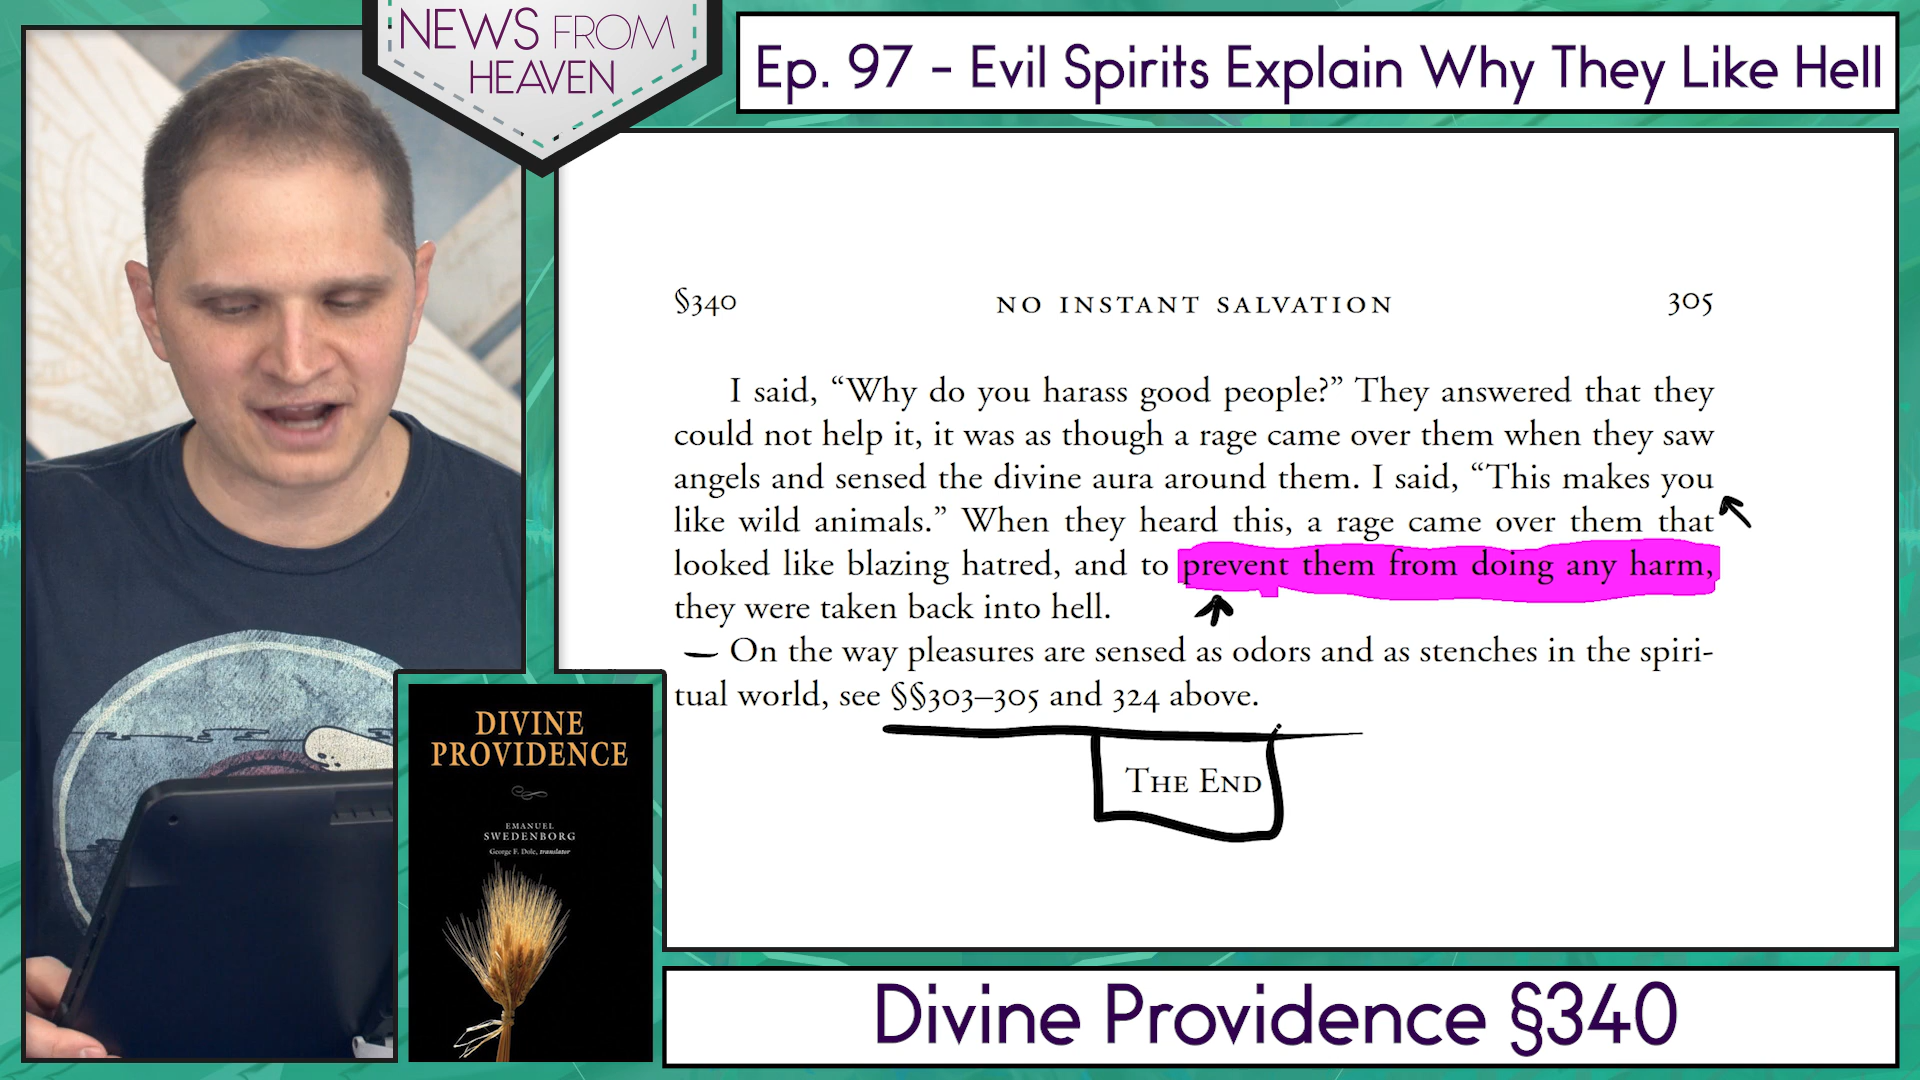 NEWS FROM
HEAVEN
Ep. 97 - Evil Spirits Explain Why They Like Hell
§340 NO INSTANT SALVATION 305
I said, “Why do you harass good people?” They answered that they
could not help it, it was as though a rage came over them when they saw
angels and sensed the divine aura around them. I said, “This makes you
like wild animals.” When they heard this, a rage came over them that
looked like blazing hatred, and to prevent them from doing any harm,
they were taken back into hell.
On the way pleasures are sensed as odors and as stenches in the spiri-
tual world, see §§303–305 and 324 above.
The End
DIVINE
PROVIDENCE
EMANUEL
SWEDENBORG
George F. Dole, translator
Divine Providence §340